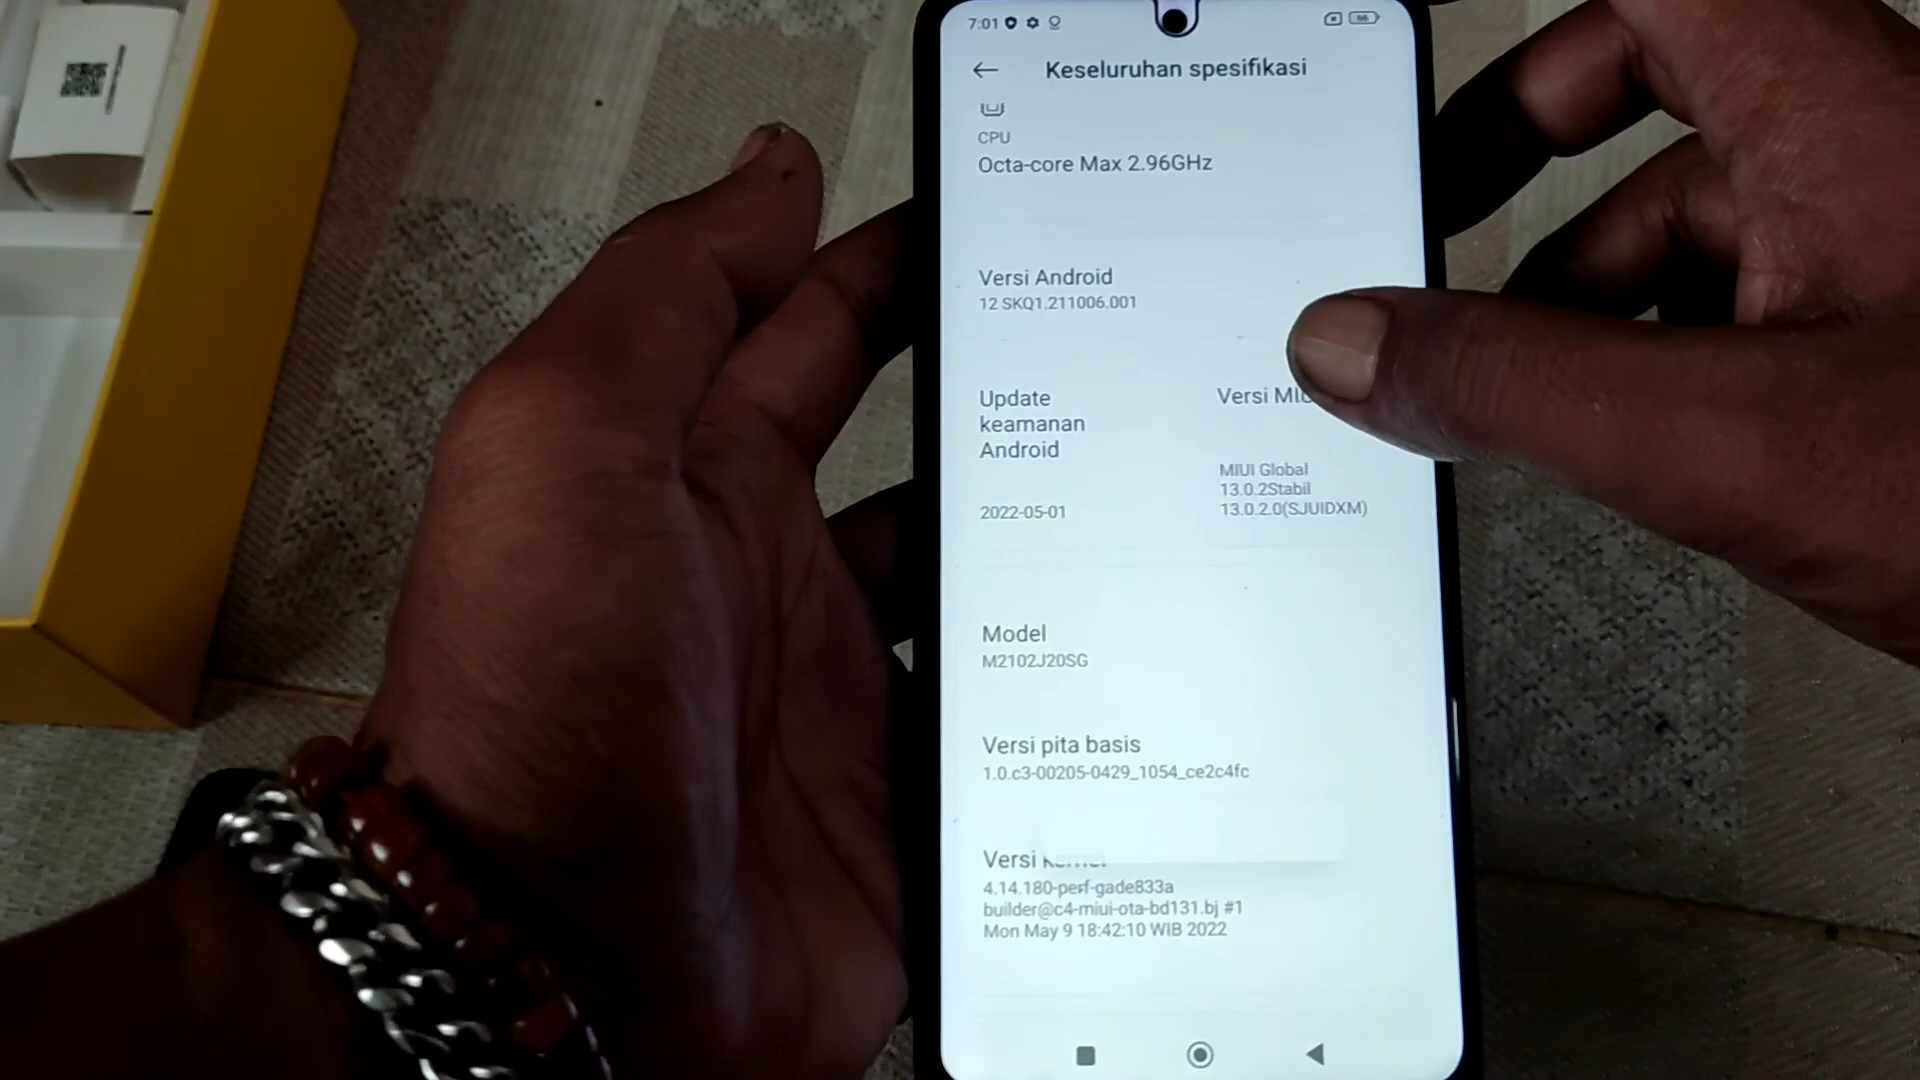 7:01
66
Keseluruhan spesifikasi
CPU
Octa-core Max 2.96GHz
Versi Android
12 SKQ1.211006.001
Update
keamanan
Android
2022-05-01
Versi
MIUI Global
13.0.2Stabil
13.0.2.0(SJUIDXM)
Model
M2102J20SG
Versi pita basis
1.0.c3-00205-0429_1054_ce2c4fc
Versi
4.14.180-perf-gade833a
builder@c4-miui-ota-bd131.bj #1
Mon May 9 18:42:10 WIB 2022